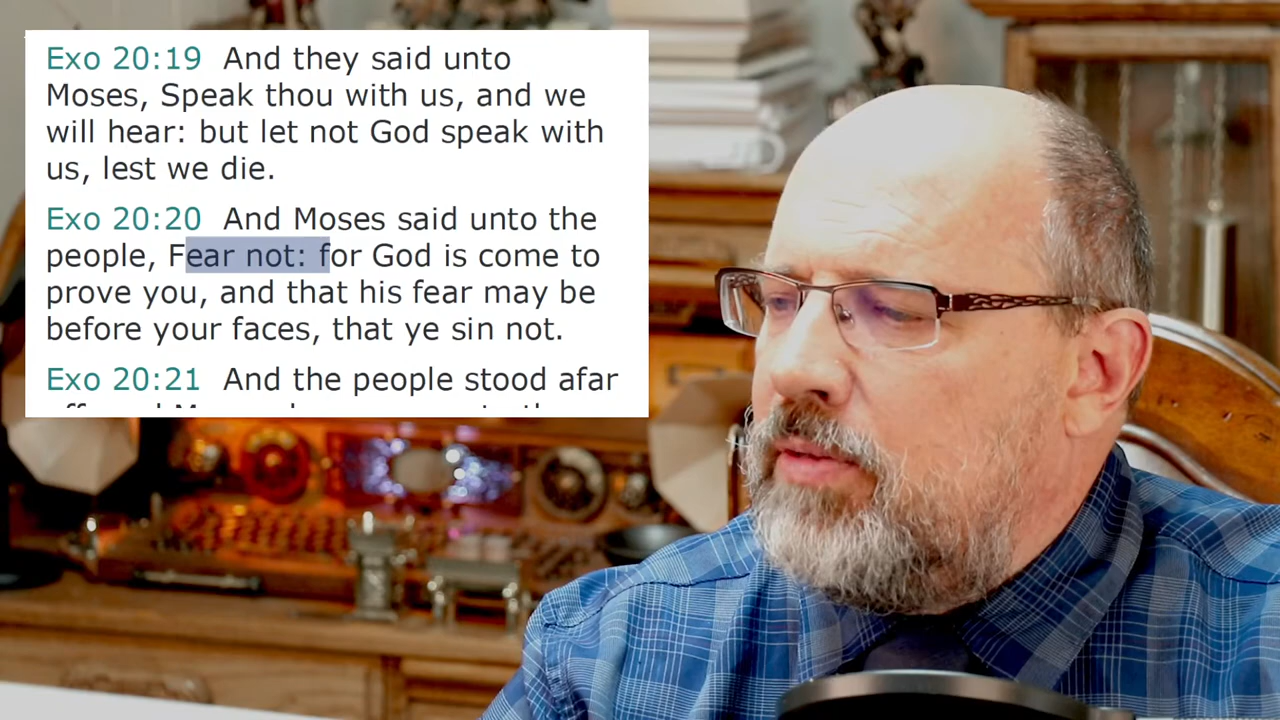 Exo 20:19 And they said unto
Moses, Speak thou with us, and we
will hear: but let not God speak with
us, lest we die.
Exo 20:20 And Moses said unto the
people, Fear not: for God is come to
prove you, and that his fear may be
before your faces, that ye sin not.
Exo 20:21 And the people stood afar